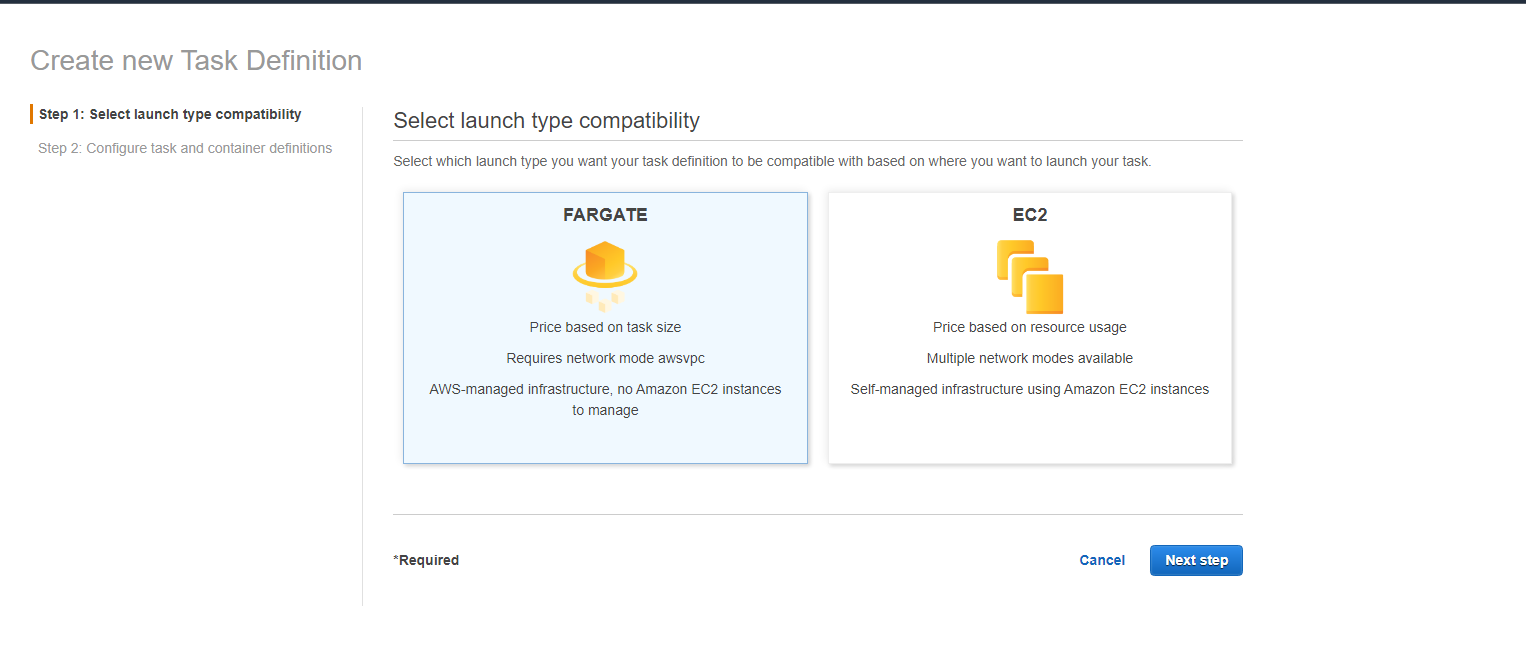 Create new Task Definition
Step 1: Select launch type compatibility
Step 2: Configure task and container definitions
Select launch type compatibility
Select which launch type you want your task definition to be compatible with based on where you want to launch your task.
FARGATE
Price based on task size
Requires network mode awsvpc
AWS-managed infrastructure, no Amazon EC2 instances
to manage
EC2
Price based on resource usage
Multiple network modes available
Self-managed infrastructure using Amazon EC2 instances
*Required
Cancel
Next step